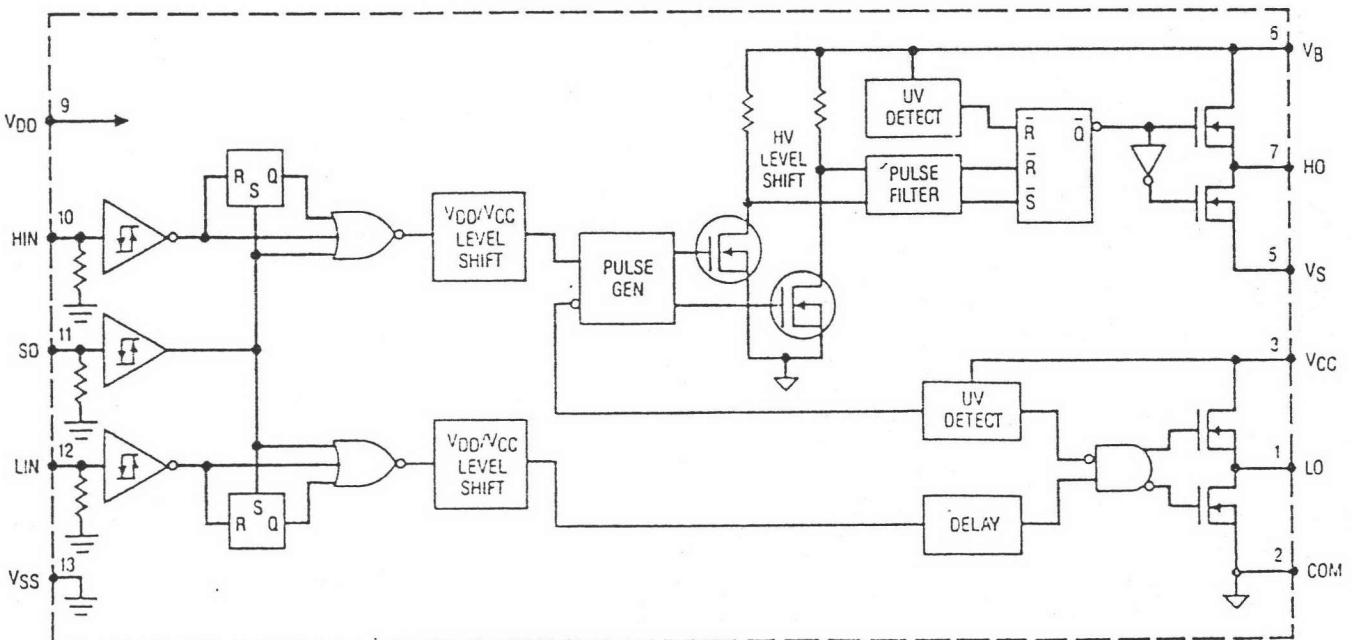 6
VB
UV
DETECT
9
VDD
R̅
Q̅
HV
LEVEL
SHIFT
7
HO
R
S
Q
PULSE
FILTER
R̅
S̅
VDD/VCC
LEVEL
SHIFT
10
HIN
PULSE
GEN
5
VS
11
SD
3
VCC
UV
DETECT
12
LIN
VDD/VCC
LEVEL
SHIFT
1
LO
R
S
Q
DELAY
13
VSS
2
COM